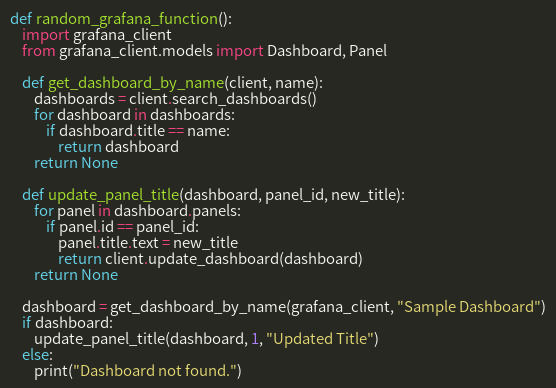 def random_grafana_function():
    import grafana_client
    from grafana_client.models import Dashboard, Panel

    def get_dashboard_by_name(client, name):
        dashboards = client.search_dashboards()
        for dashboard in dashboards:
            if dashboard.title == name:
                return dashboard
        return None

    def update_panel_title(dashboard, panel_id, new_title):
        for panel in dashboard.panels:
            if panel.id == panel_id:
                panel.title.text = new_title
                return client.update_dashboard(dashboard)
        return None

    dashboard = get_dashboard_by_name(grafana_client, "Sample Dashboard")
    if dashboard:
        update_panel_title(dashboard, 1, "Updated Title")
    else:
        print("Dashboard not found.")